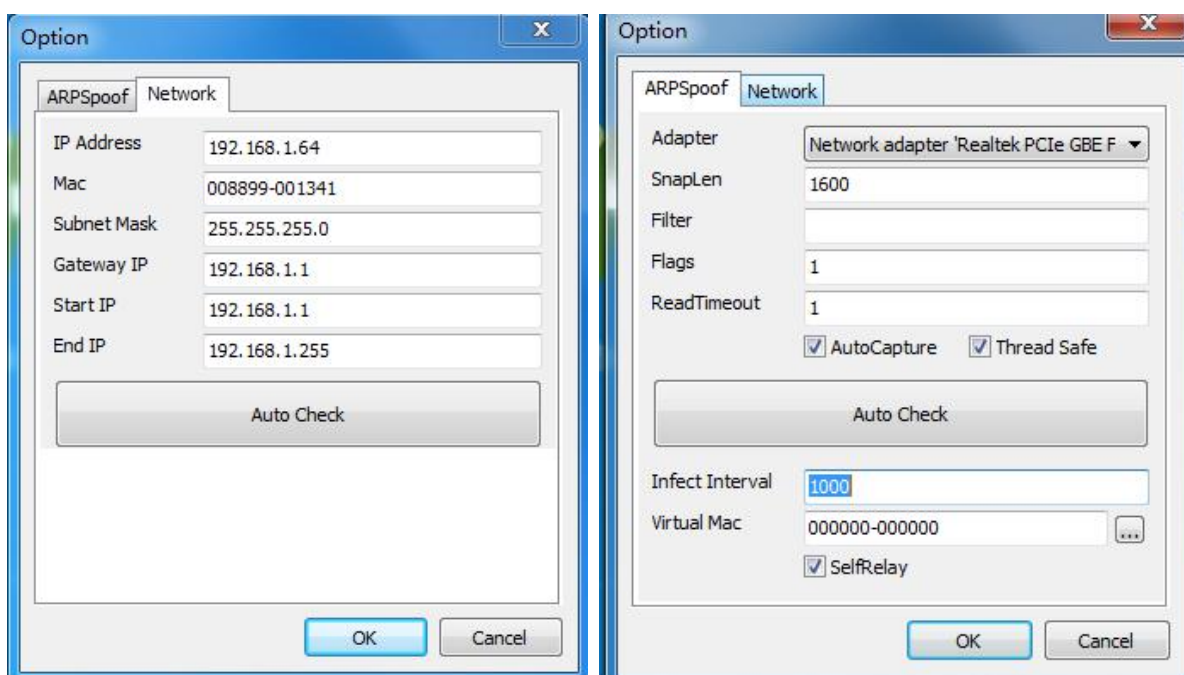 Option
X
ARPSpoof Network
IP Address 192.168.1.64
Mac 008899-001341
Subnet Mask 255.255.255.0
Gateway IP 192.168.1.1
Start IP 192.168.1.1
End IP 192.168.1.255
Auto Check
OK Cancel
Option
X
ARPSpoof Network
Adapter Network adapter 'Realtek PCIe GBE F
SnapLen 1600
Filter
Flags 1
ReadTimeout 1
AutoCapture Thread Safe
Auto Check
Infect Interval 1000
Virtual Mac 000000-000000 ...
SelfRelay
OK Cancel